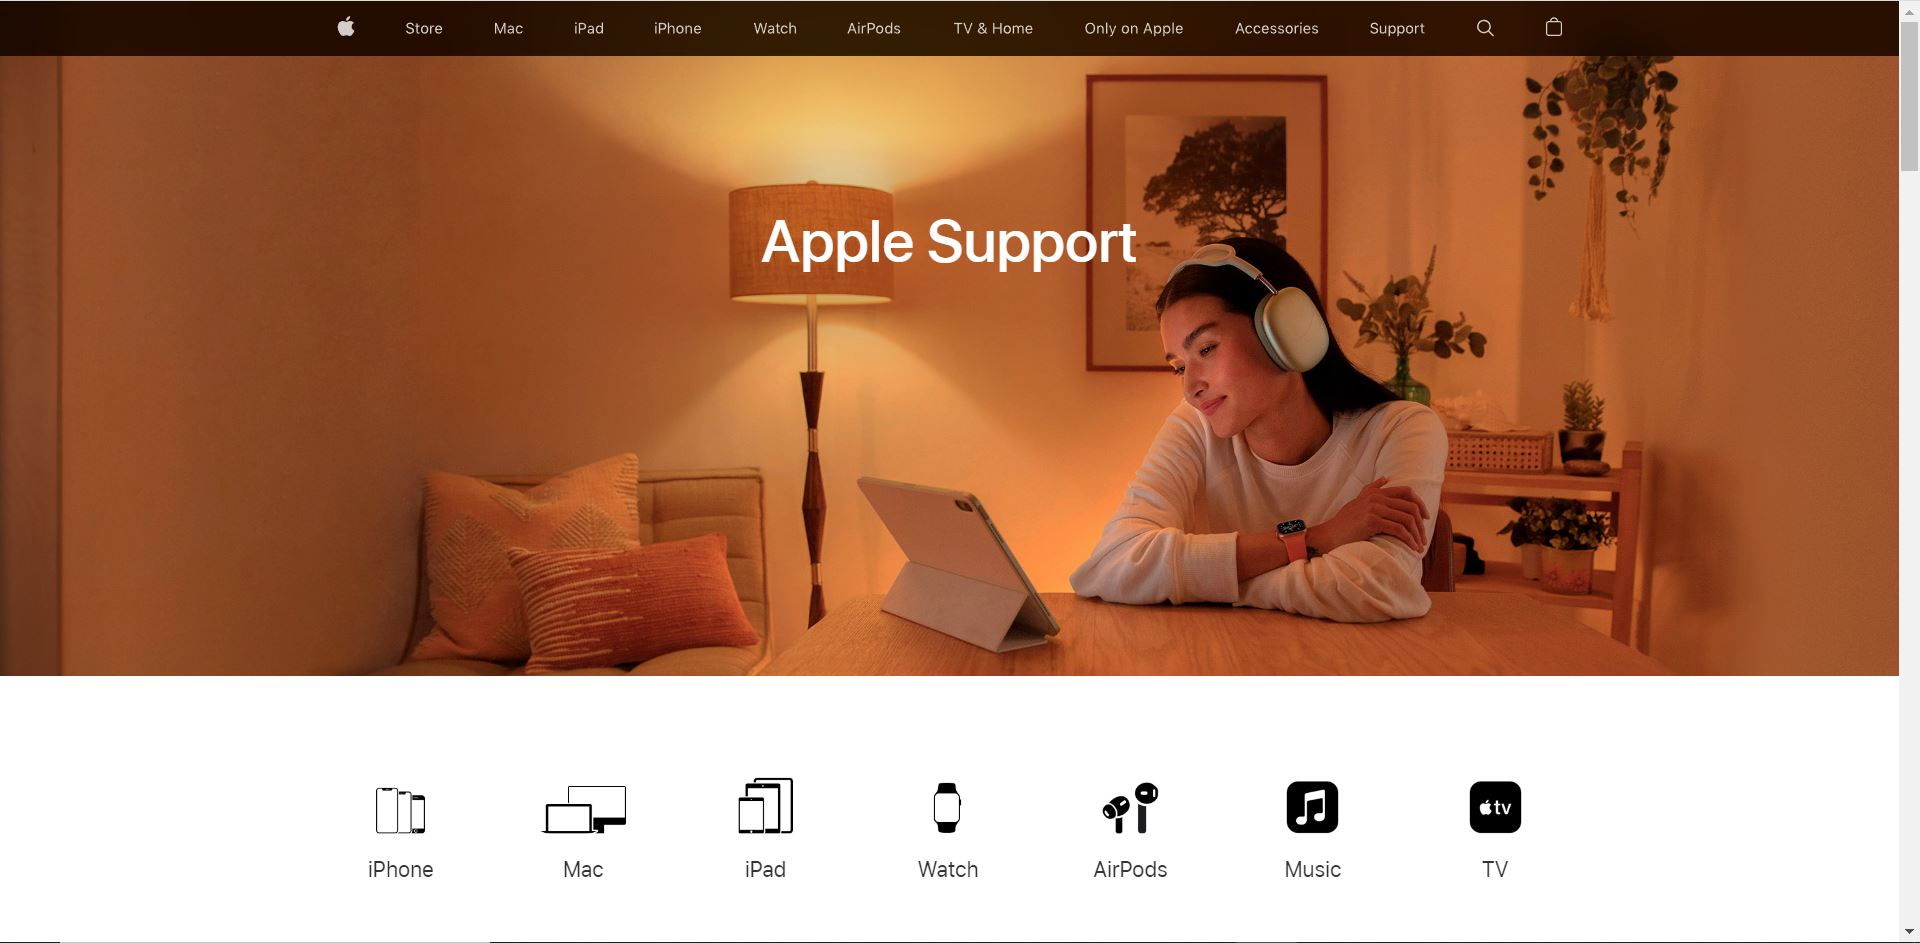 Store Mac iPad iPhone Watch AirPods TV & Home Only on Apple Accessories Support
Apple Support
tv
iPhone Mac iPad Watch AirPods Music TV